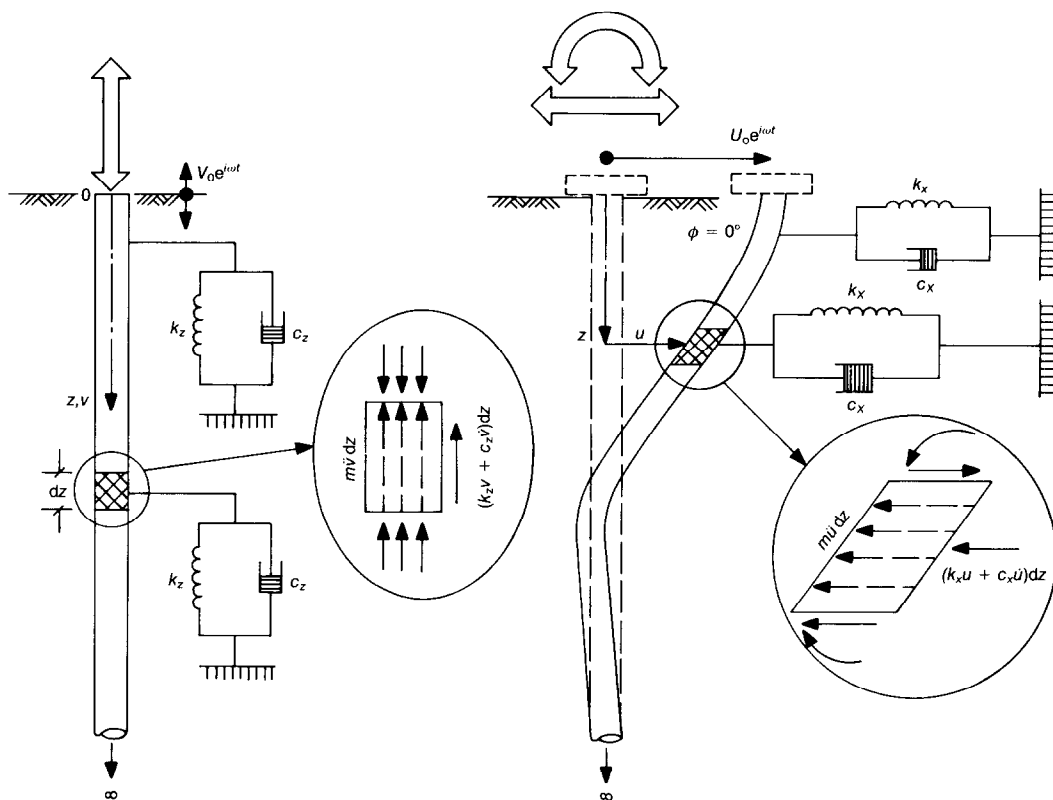 0
V₀e^{iωt}
k_z
c_z
z,v
dz
k_z
c_z
mv̈ dz
(k_z v + c_z v̇)dz
∞
U₀e^{iωt}
ϕ = 0°
k_x
c_x
z
u
k_x
c_x
mü dz
(k_x u + c_x u̇)dz
∞